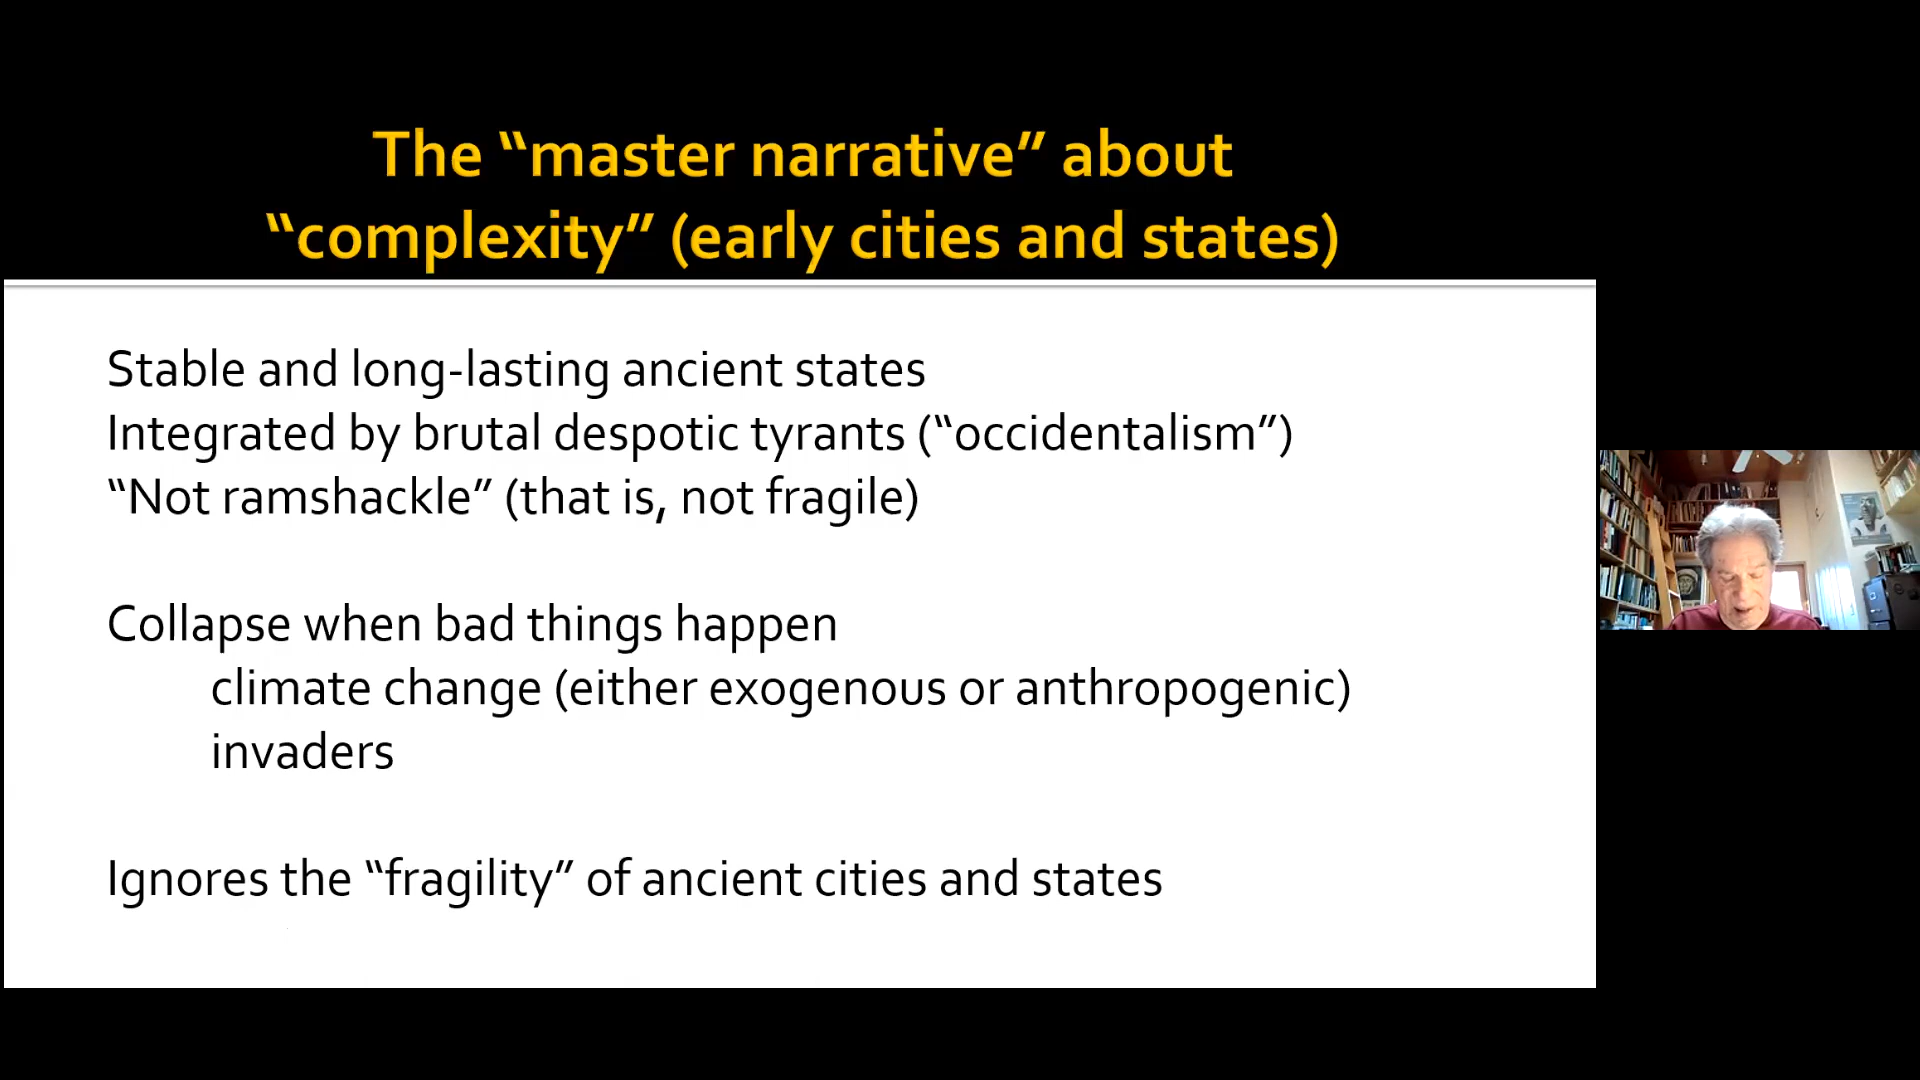 The “master narrative” about
“complexity” (early cities and states)
Stable and long-lasting ancient states
Integrated by brutal despotic tyrants (“occidentalism”)
“Not ramshackle” (that is, not fragile)
Collapse when bad things happen
climate change (either exogenous or anthropogenic)
invaders
Ignores the “fragility” of ancient cities and states